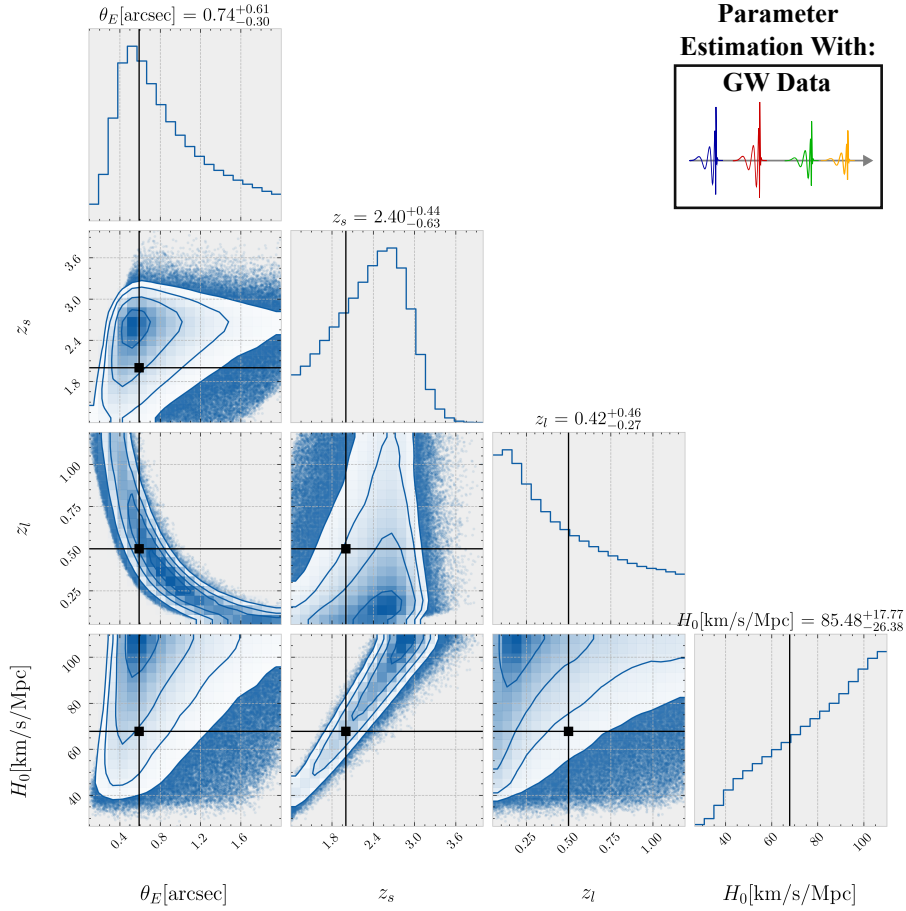 θ_E[arcsec] = 0.74^{+0.61}_{-0.30}
Parameter
Estimation With:
GW Data
z_s = 2.40^{+0.44}_{-0.63}
3.6
3.0
2.4
1.8
z_s
z_l = 0.42^{+0.46}_{-0.27}
1.00
0.75
0.50
0.25
z_l
H_0[km/s/Mpc] = 85.48^{+17.77}_{-26.38}
100
80
60
40
H_0[km/s/Mpc]
0.4 0.8 1.2 1.6 1.8 2.4 3.0 3.6 0.25 0.50 0.75 1.00 40 60 80 100
θ_E[arcsec] z_s z_l H_0[km/s/Mpc]